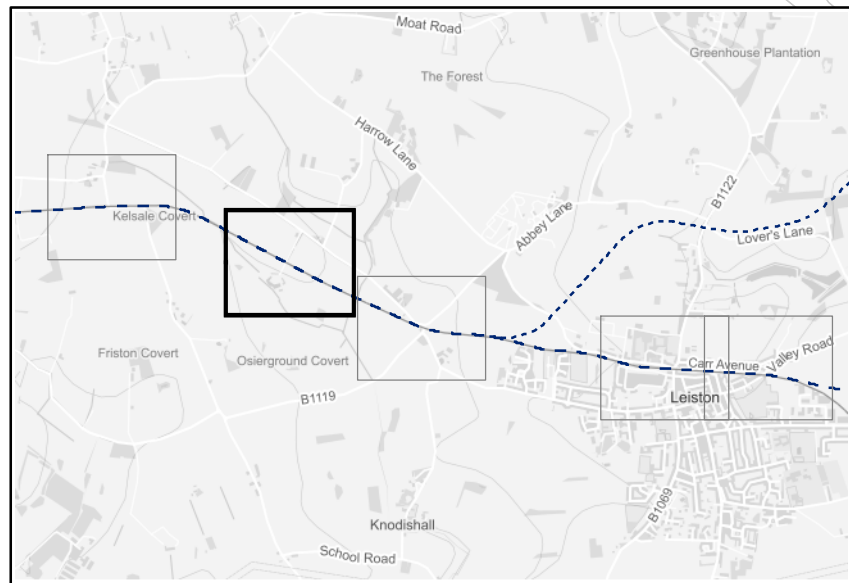 Moat Road
Greenhouse Plantation
The Forest
Harrow Lane
B1122
Kelsale Covert
Abbey Lane
Lover's Lane
Friston Covert
Osierground Covert
Carr Avenue
Valley Road
B1119
Leiston
B1069
Knodishall
School Road